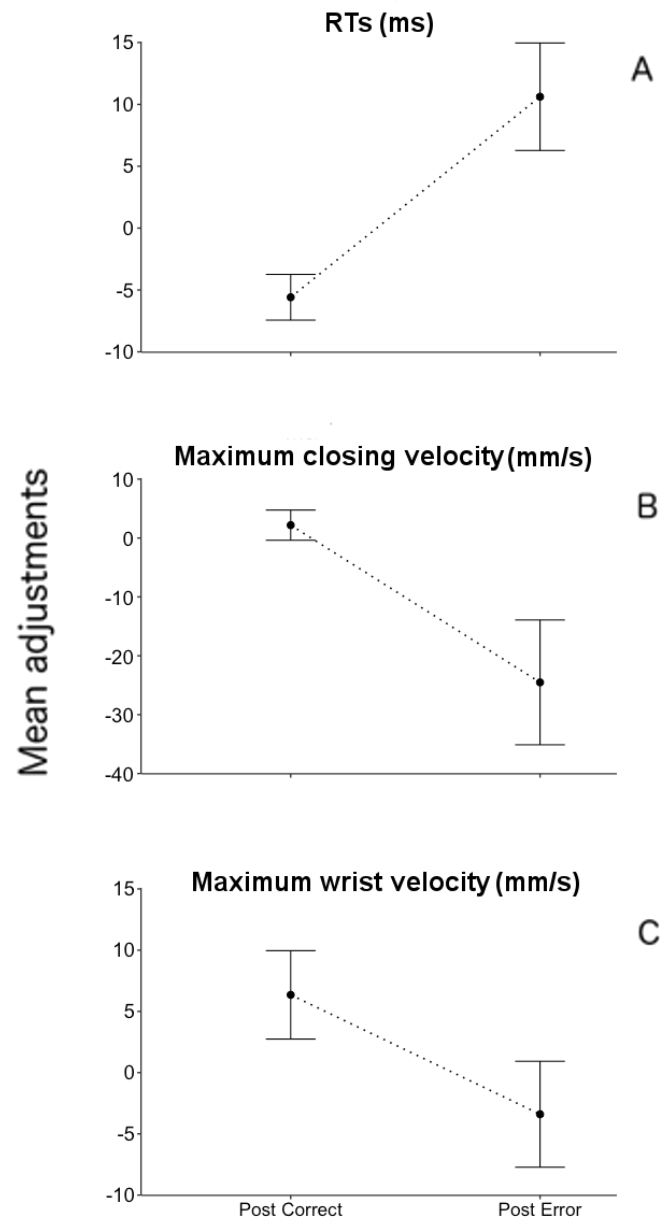 RTs (ms)
A
15
10
5
0
-5
-10
Mean adjustments
Maximum closing velocity (mm/s)
B
10
0
-10
-20
-30
-40
Maximum wrist velocity (mm/s)
C
15
10
5
0
-5
-10
Post Correct Post Error